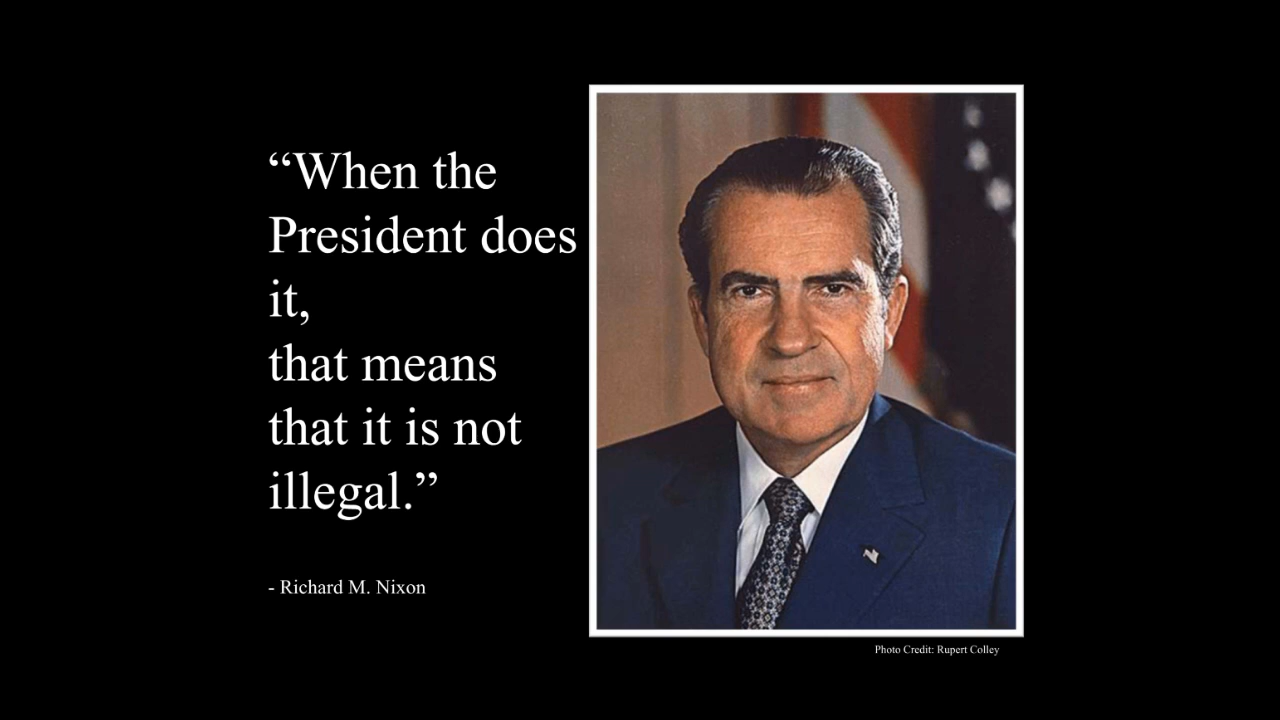 “When the
President does
it,
that means
that it is not
illegal.”
- Richard M. Nixon
Photo Credit: Rupert Colley